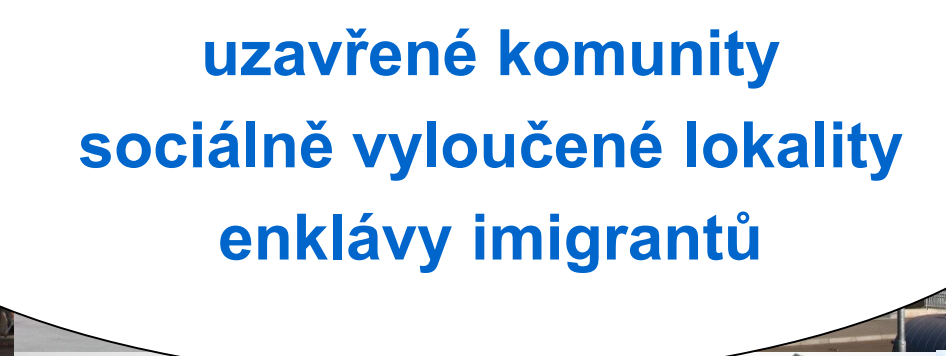 uzavřené komunity
sociálně vyloučené lokality
enklávy imigrantů